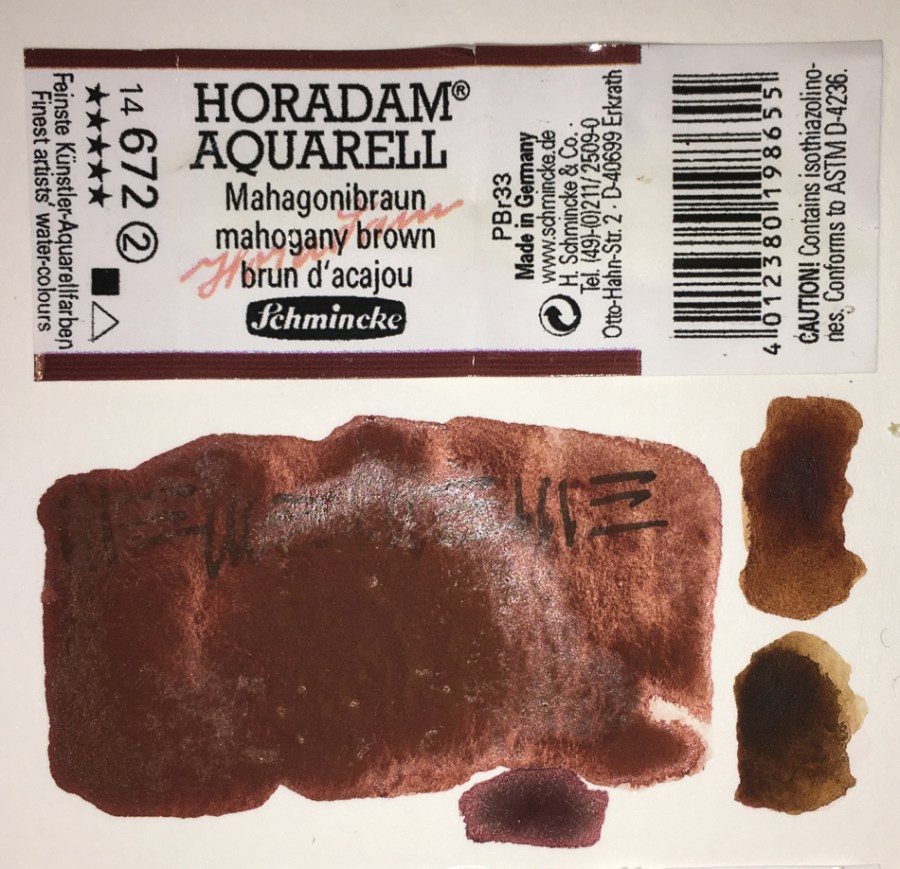 Feinste Künstler-Aquarellfarben
Finest artists' water-colours
14 672 2
★★★★★
HORADAM®
AQUARELL
Mahagonibraun
mahogany brown
brun d'acajou
Horadam
Schmincke
PBr33
Made in Germany
www.schmincke.de
H. Schmincke & Co.
Tel. (49)-(0)211/ 2509-0
Otto-Hahn-Str. 2 · D-40699 Erkrath
4 012380 198655
CAUTION! Contains isothiazolino-
nes. Conforms to ASTM D-4236.